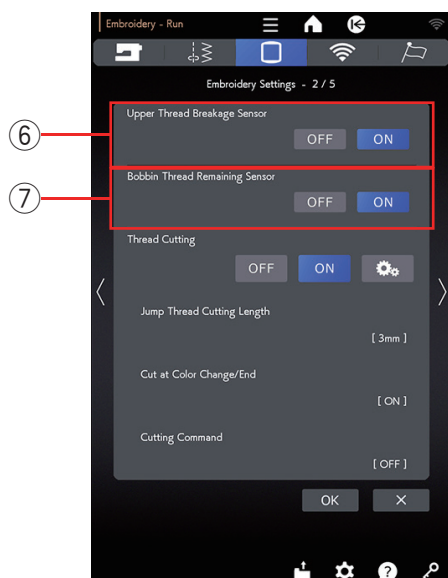 Embroidery - Run
Embroidery Settings - 2 / 5
⑥
Upper Thread Breakage Sensor
OFF ON
⑦
Bobbin Thread Remaining Sensor
OFF ON
Thread Cutting
OFF ON
Jump Thread Cutting Length
[ 3mm ]
Cut at Color Change/End
[ ON ]
Cutting Command
[ OFF ]
OK ×
?